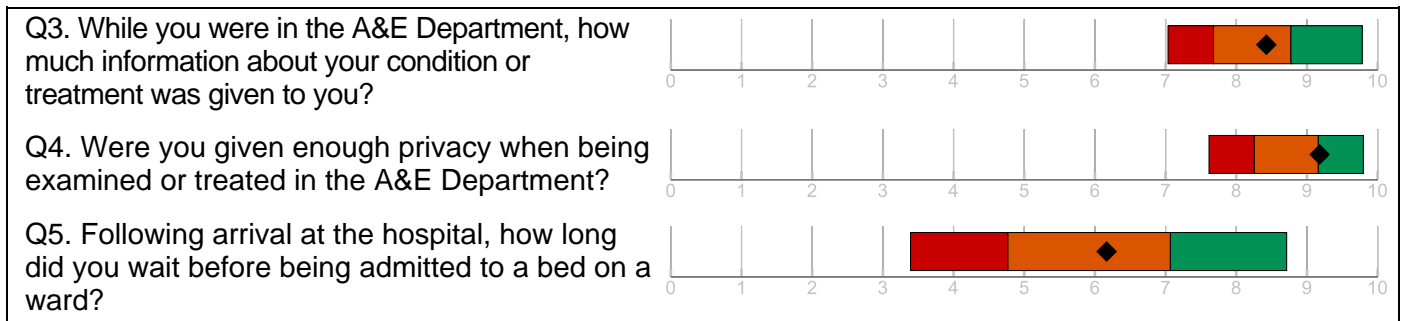 Q3. While you were in the A&E Department, how
much information about your condition or
treatment was given to you?
0 1 2 3 4 5 6 7 8 9 10
Q4. Were you given enough privacy when being
examined or treated in the A&E Department?
0 1 2 3 4 5 6 7 8 9 10
Q5. Following arrival at the hospital, how long
did you wait before being admitted to a bed on a
ward?
0 1 2 3 4 5 6 7 8 9 10